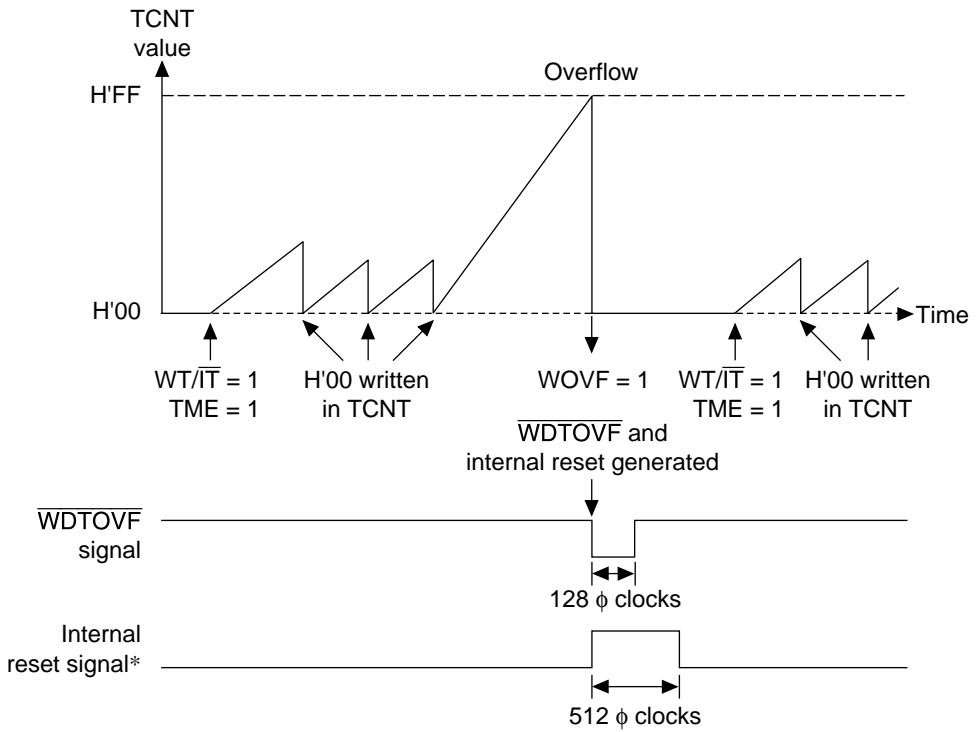 TCNT
value
Overflow
H'FF
H'00
Time
WT/IT = 1
TME = 1
H'00 written
in TCNT
WOVF = 1
WT/IT = 1
TME = 1
H'00 written
in TCNT
WDTOVF and
internal reset generated
WDTOVF
signal
128 ϕ clocks
Internal
reset signal*
512 ϕ clocks